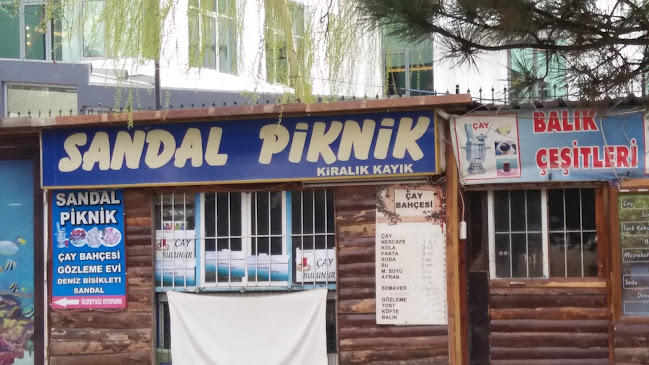 SANDAL PiKNiK
KiRALIK KAYIK
SANDAL
PiKNiK
ÇAY BAHÇESİ
GÖZLEME EVİ
DENİZ BİSİKLETİ
SANDAL
ÜCRETSİZ OTOPARK
ÇAY
BULUNUR
ÇAY
BULUNUR
ÇAY
BAHÇESİ
ÇAY
NESCAFE
KOLA
FANTA
SODA
SU
M. SUYU
AYRAN
SEMAVER
GÖZLEME
TOST
KÖFTE
BALIK
ÇAY
BALIK
ÇEŞİTLERİ